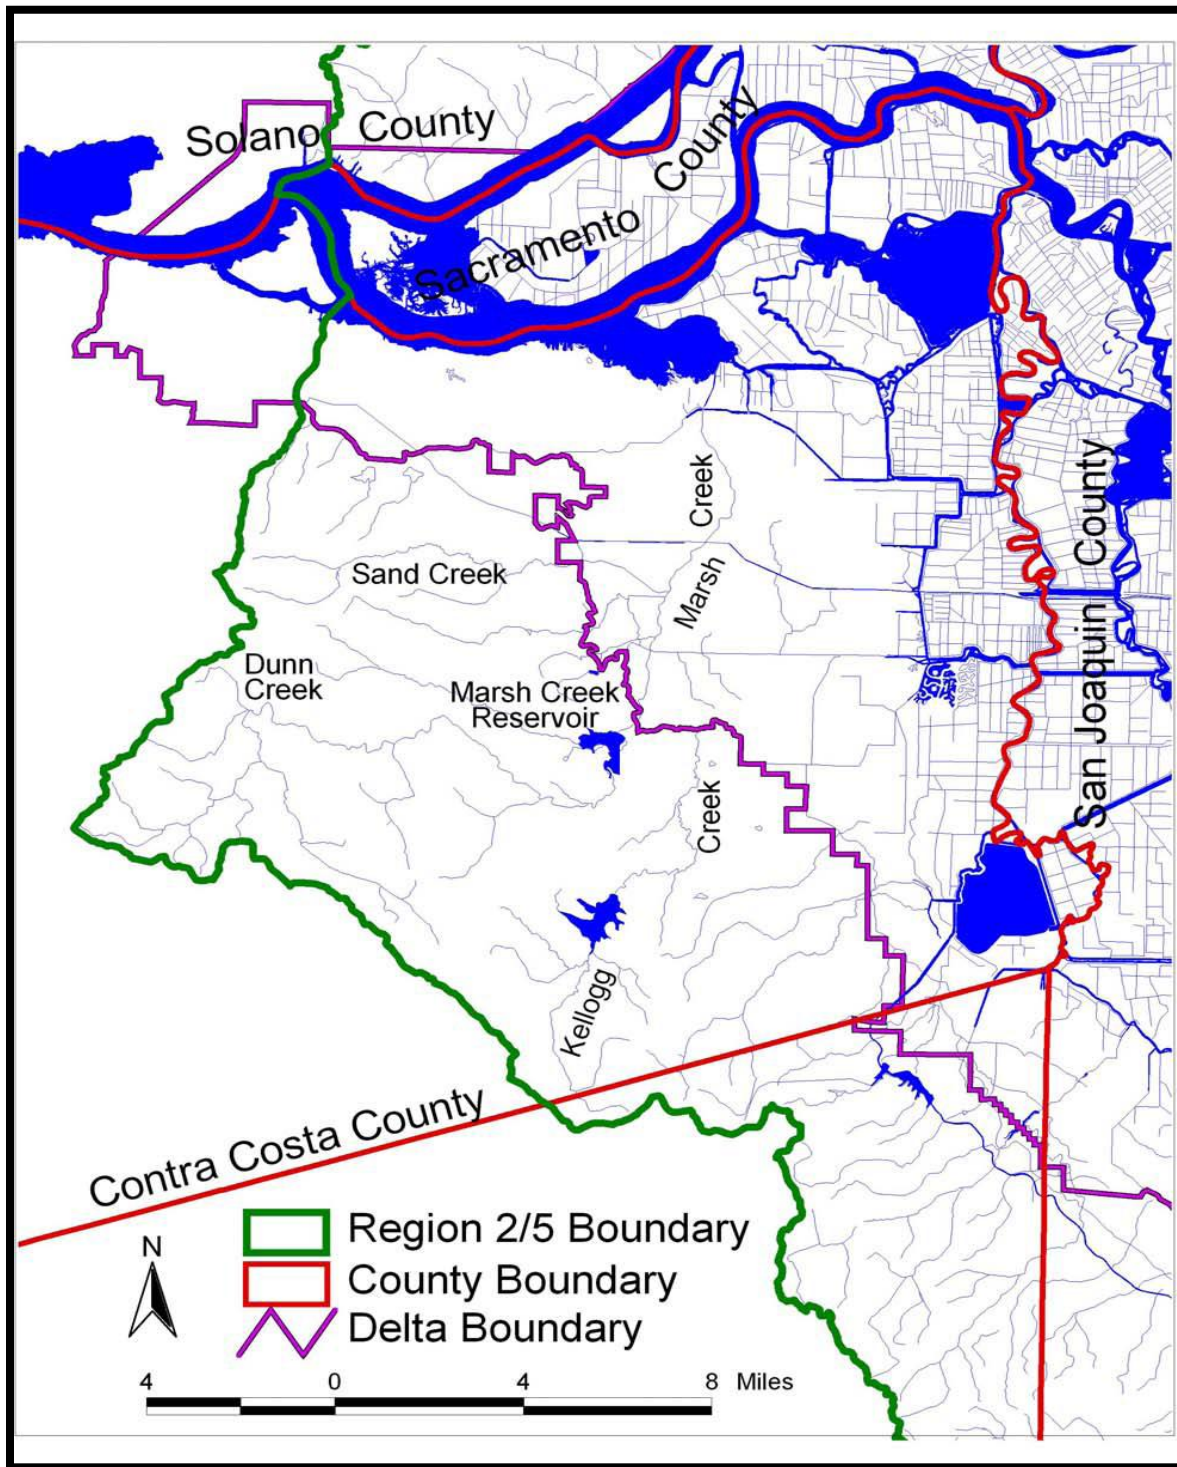 Solano County
Sacramento County
Creek
Marsh
Sand Creek
San Joaquin County
Dunn
Creek
Marsh Creek
Reservoir
Creek
Kellogg
Contra Costa County
Region 2/5 Boundary
N
County Boundary
Delta Boundary
4 0 4 8 Miles